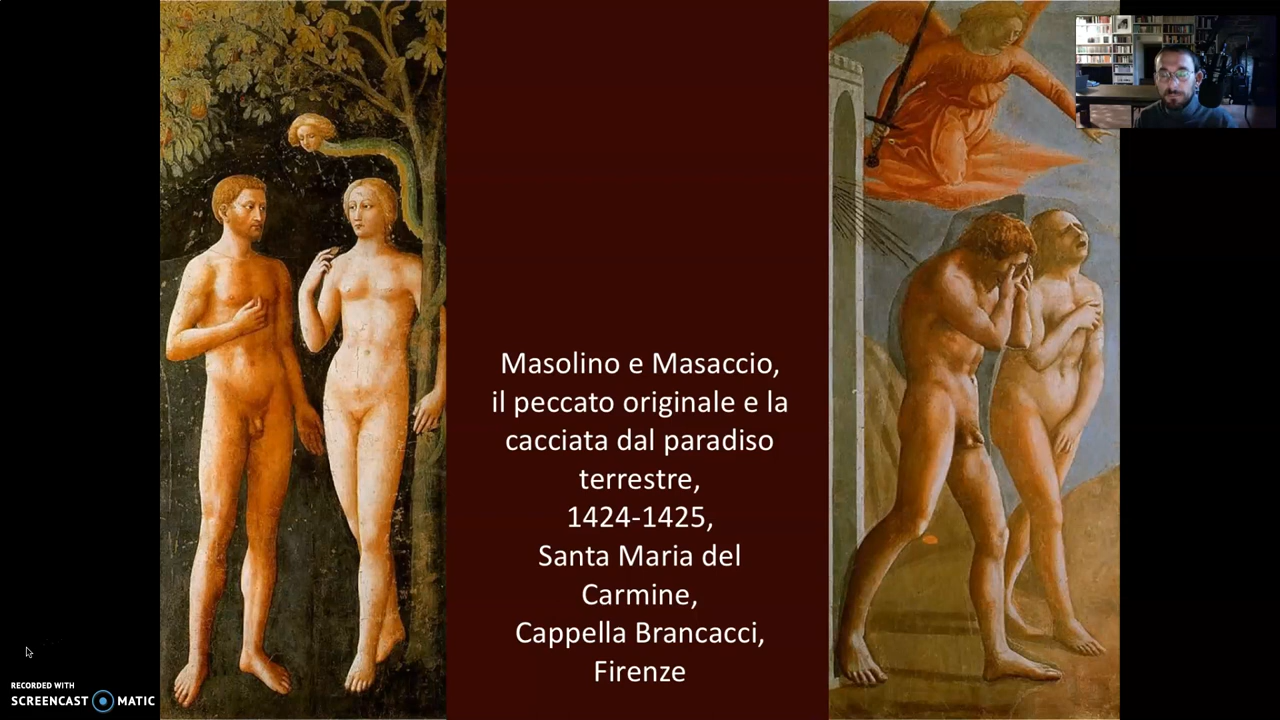 Masolino e Masaccio,
il peccato originale e la
cacciata dal paradiso
terrestre,
1424-1425,
Santa Maria del
Carmine,
Cappella Brancacci,
Firenze
RECORDED WITH
SCREENCAST MATIC